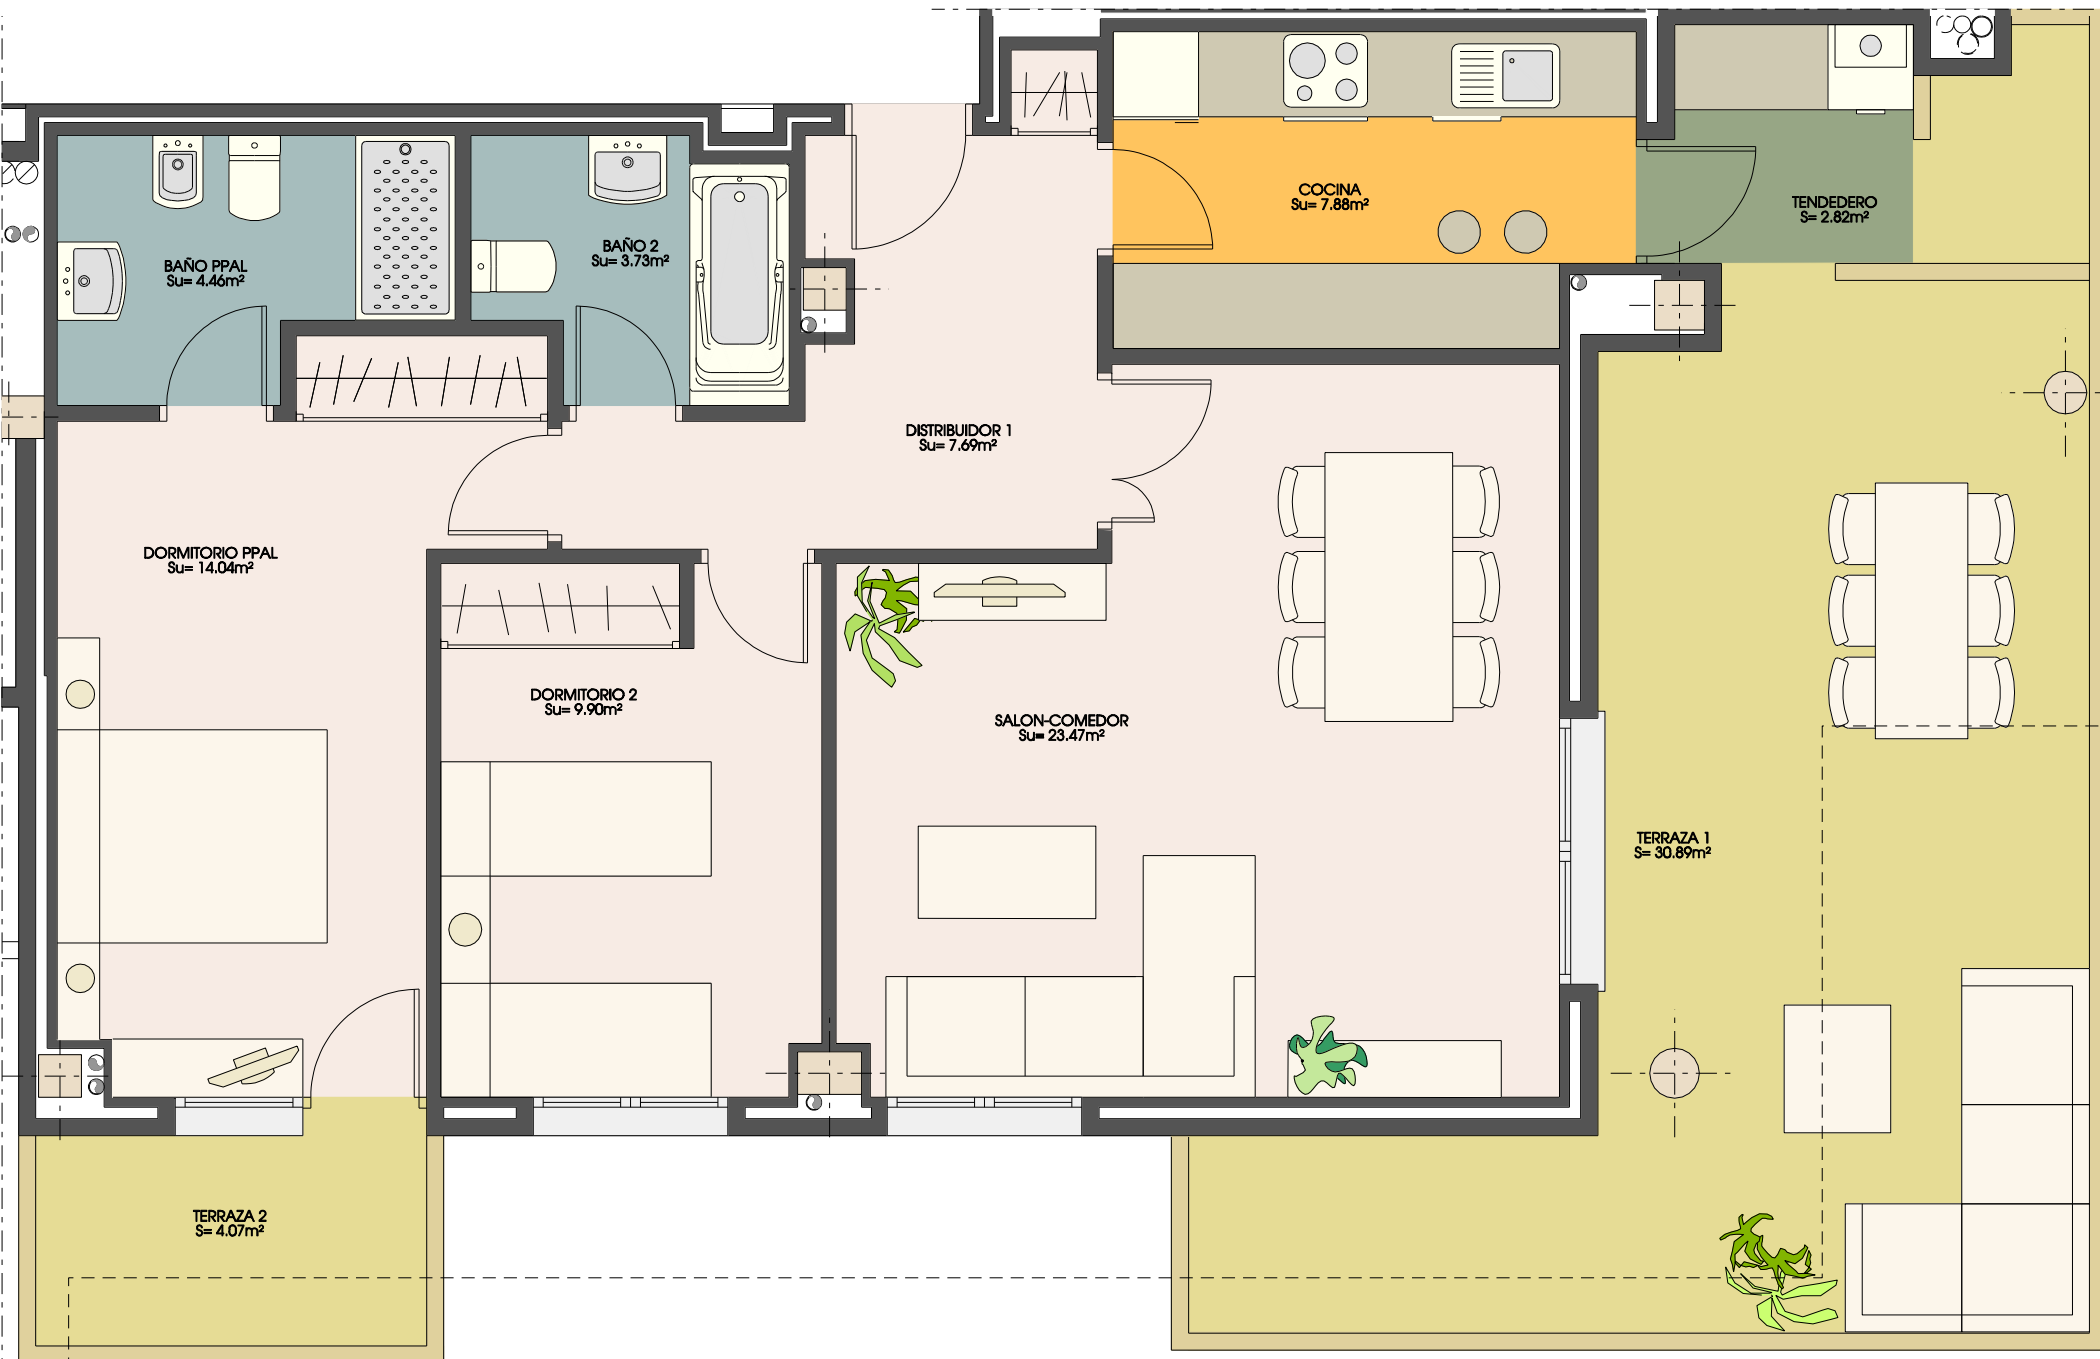 COCINA
Su= 7.88m²
TENDEDERO
S= 2.82m²
BAÑO 2
Su= 3.73m²
BAÑO PPAL
Su= 4.46m²
DISTRIBUIDOR 1
Su= 7.69m²
DORMITORIO PPAL
Su= 14.04m²
DORMITORIO 2
Su= 9.90m²
SALON-COMEDOR
Su= 23.47m²
TERRAZA 1
S= 30.89m²
TERRAZA 2
S= 4.07m²